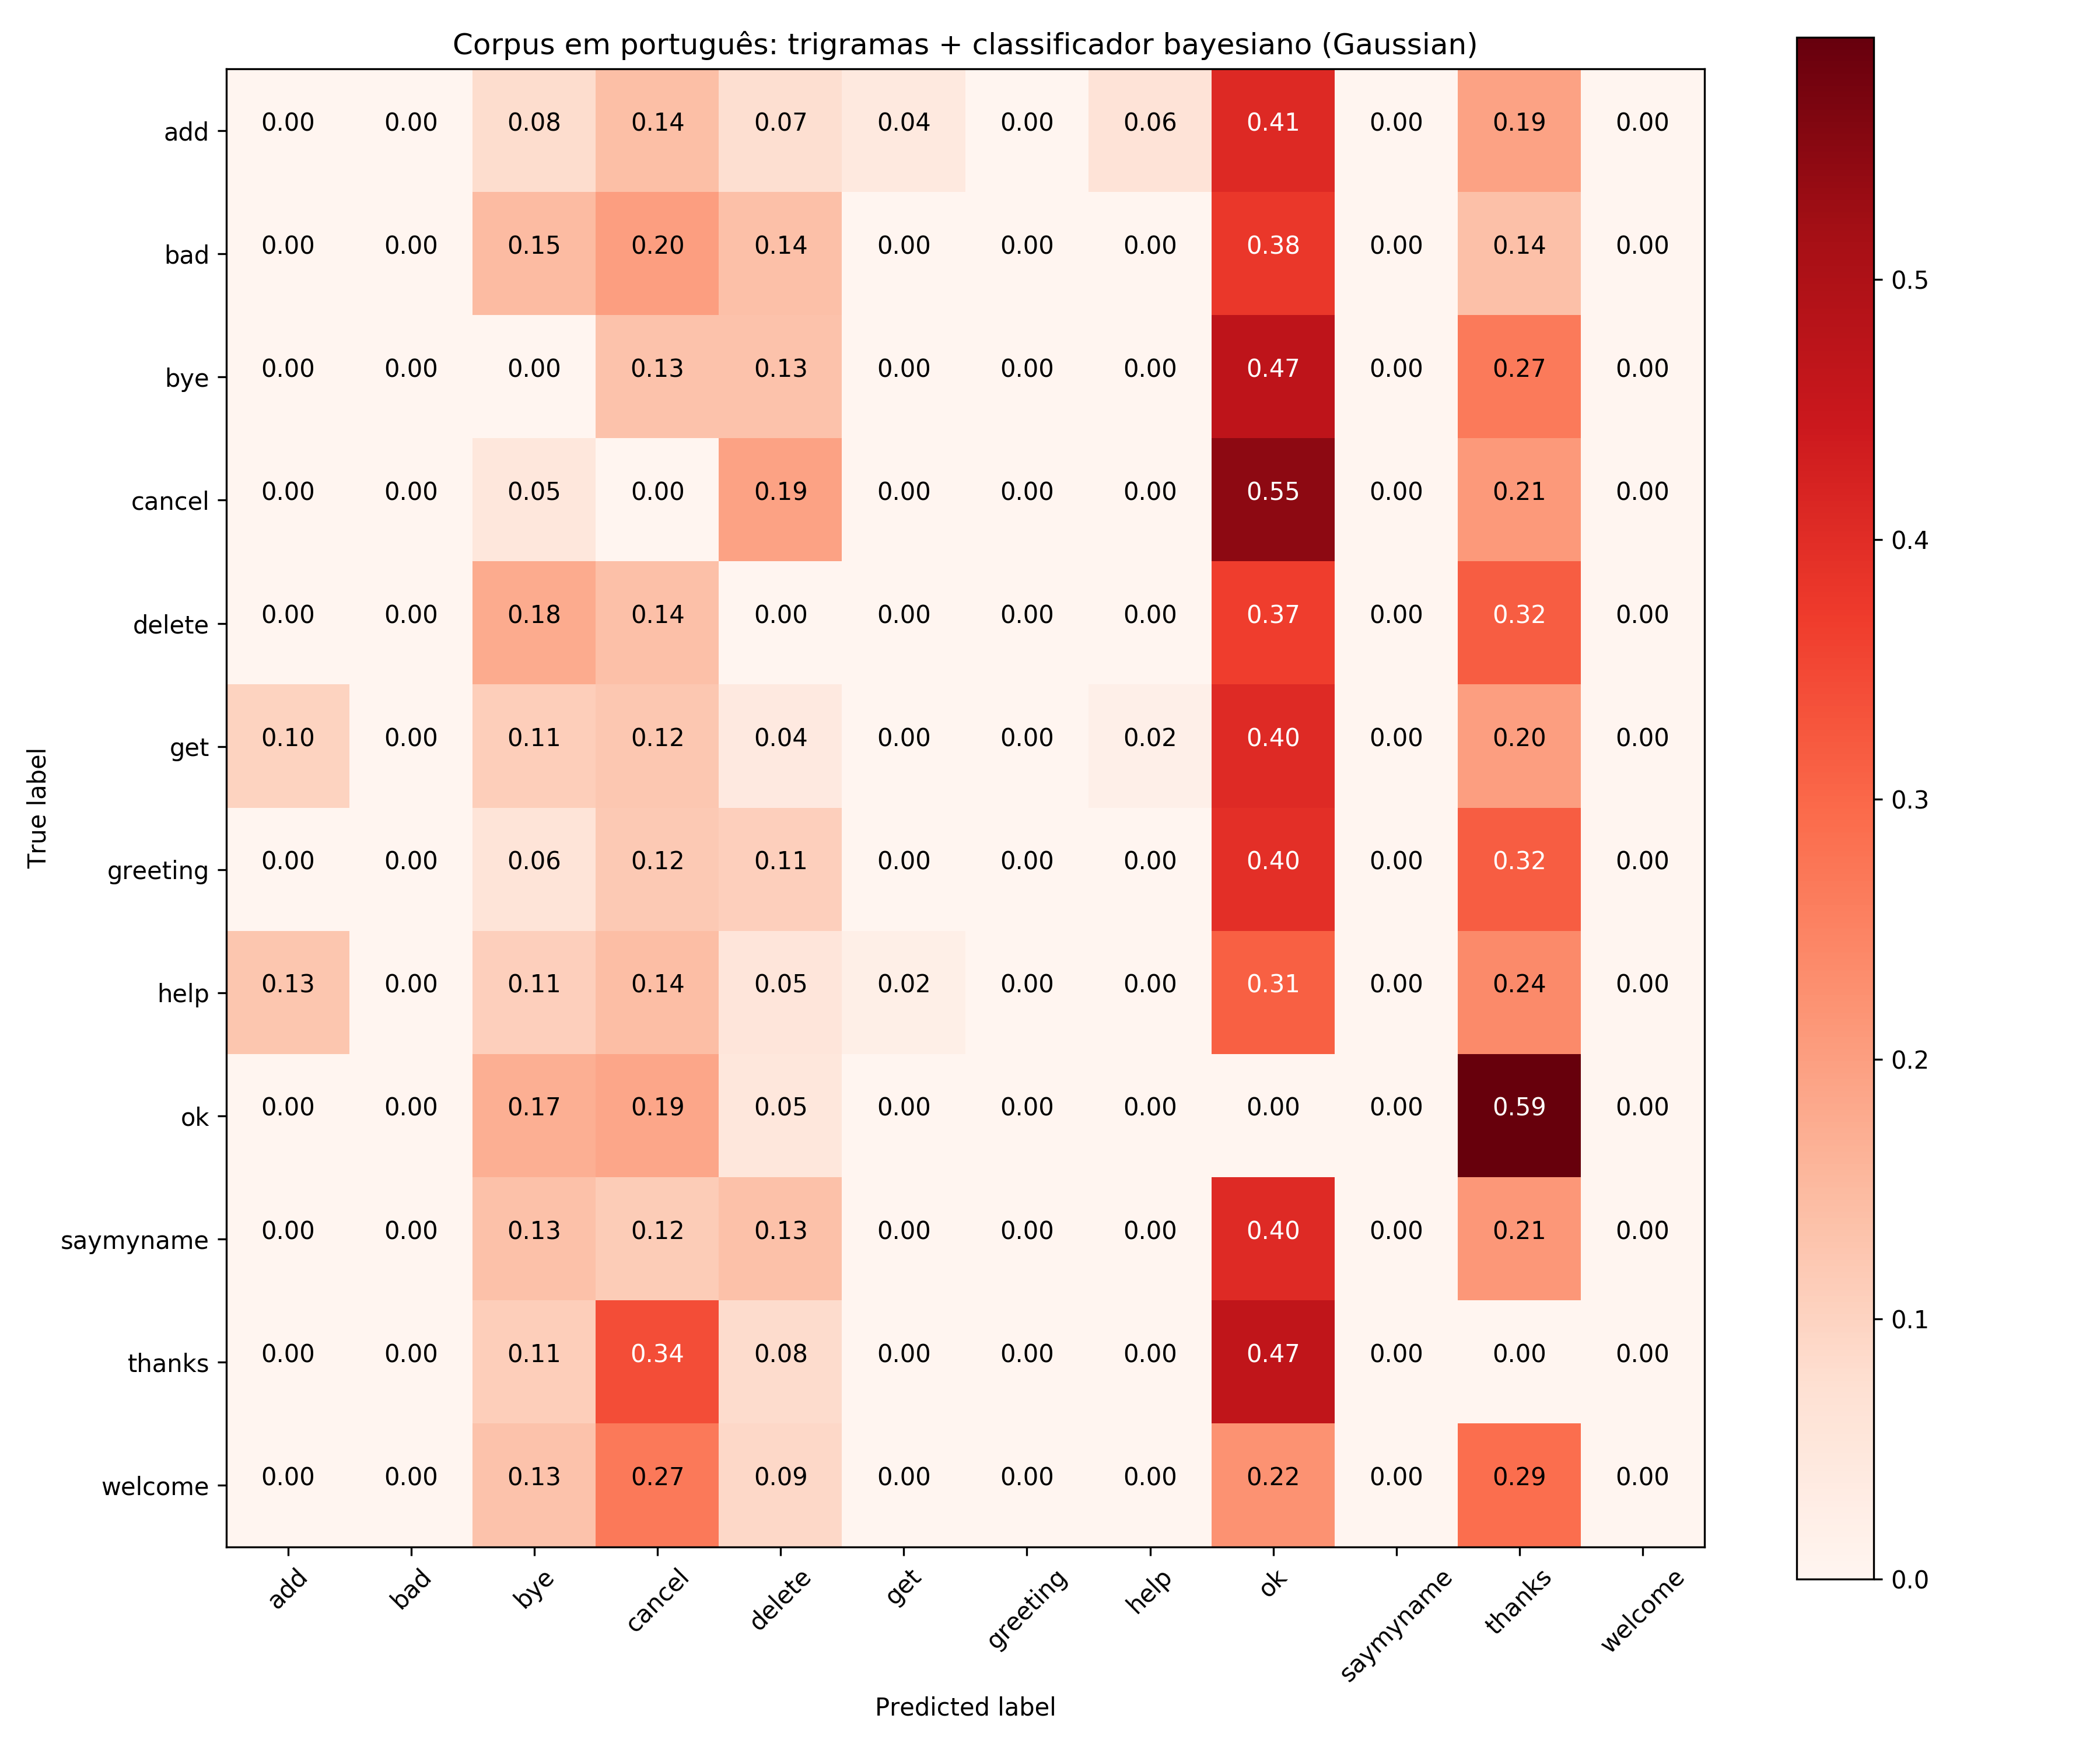 Corpus em português: trigramas + classificador bayesiano (Gaussian)
add 0.00 0.00 0.08 0.14 0.07 0.04 0.00 0.06 0.41 0.00 0.19 0.00
bad 0.00 0.00 0.15 0.20 0.14 0.00 0.00 0.00 0.38 0.00 0.14 0.00
bye 0.00 0.00 0.00 0.13 0.13 0.00 0.00 0.00 0.47 0.00 0.27 0.00
cancel 0.00 0.00 0.05 0.00 0.19 0.00 0.00 0.00 0.55 0.00 0.21 0.00
delete 0.00 0.00 0.18 0.14 0.00 0.00 0.00 0.00 0.37 0.00 0.32 0.00
get 0.10 0.00 0.11 0.12 0.04 0.00 0.00 0.02 0.40 0.00 0.20 0.00
greeting 0.00 0.00 0.06 0.12 0.11 0.00 0.00 0.00 0.40 0.00 0.32 0.00
help 0.13 0.00 0.11 0.14 0.05 0.02 0.00 0.00 0.31 0.00 0.24 0.00
ok 0.00 0.00 0.17 0.19 0.05 0.00 0.00 0.00 0.00 0.00 0.59 0.00
saymyname 0.00 0.00 0.13 0.12 0.13 0.00 0.00 0.00 0.40 0.00 0.21 0.00
thanks 0.00 0.00 0.11 0.34 0.08 0.00 0.00 0.00 0.47 0.00 0.00 0.00
welcome 0.00 0.00 0.13 0.27 0.09 0.00 0.00 0.00 0.22 0.00 0.29 0.00
add bad bye cancel delete get greeting help ok saymyname thanks welcome
True label
Predicted label
0.5
0.4
0.3
0.2
0.1
0.0